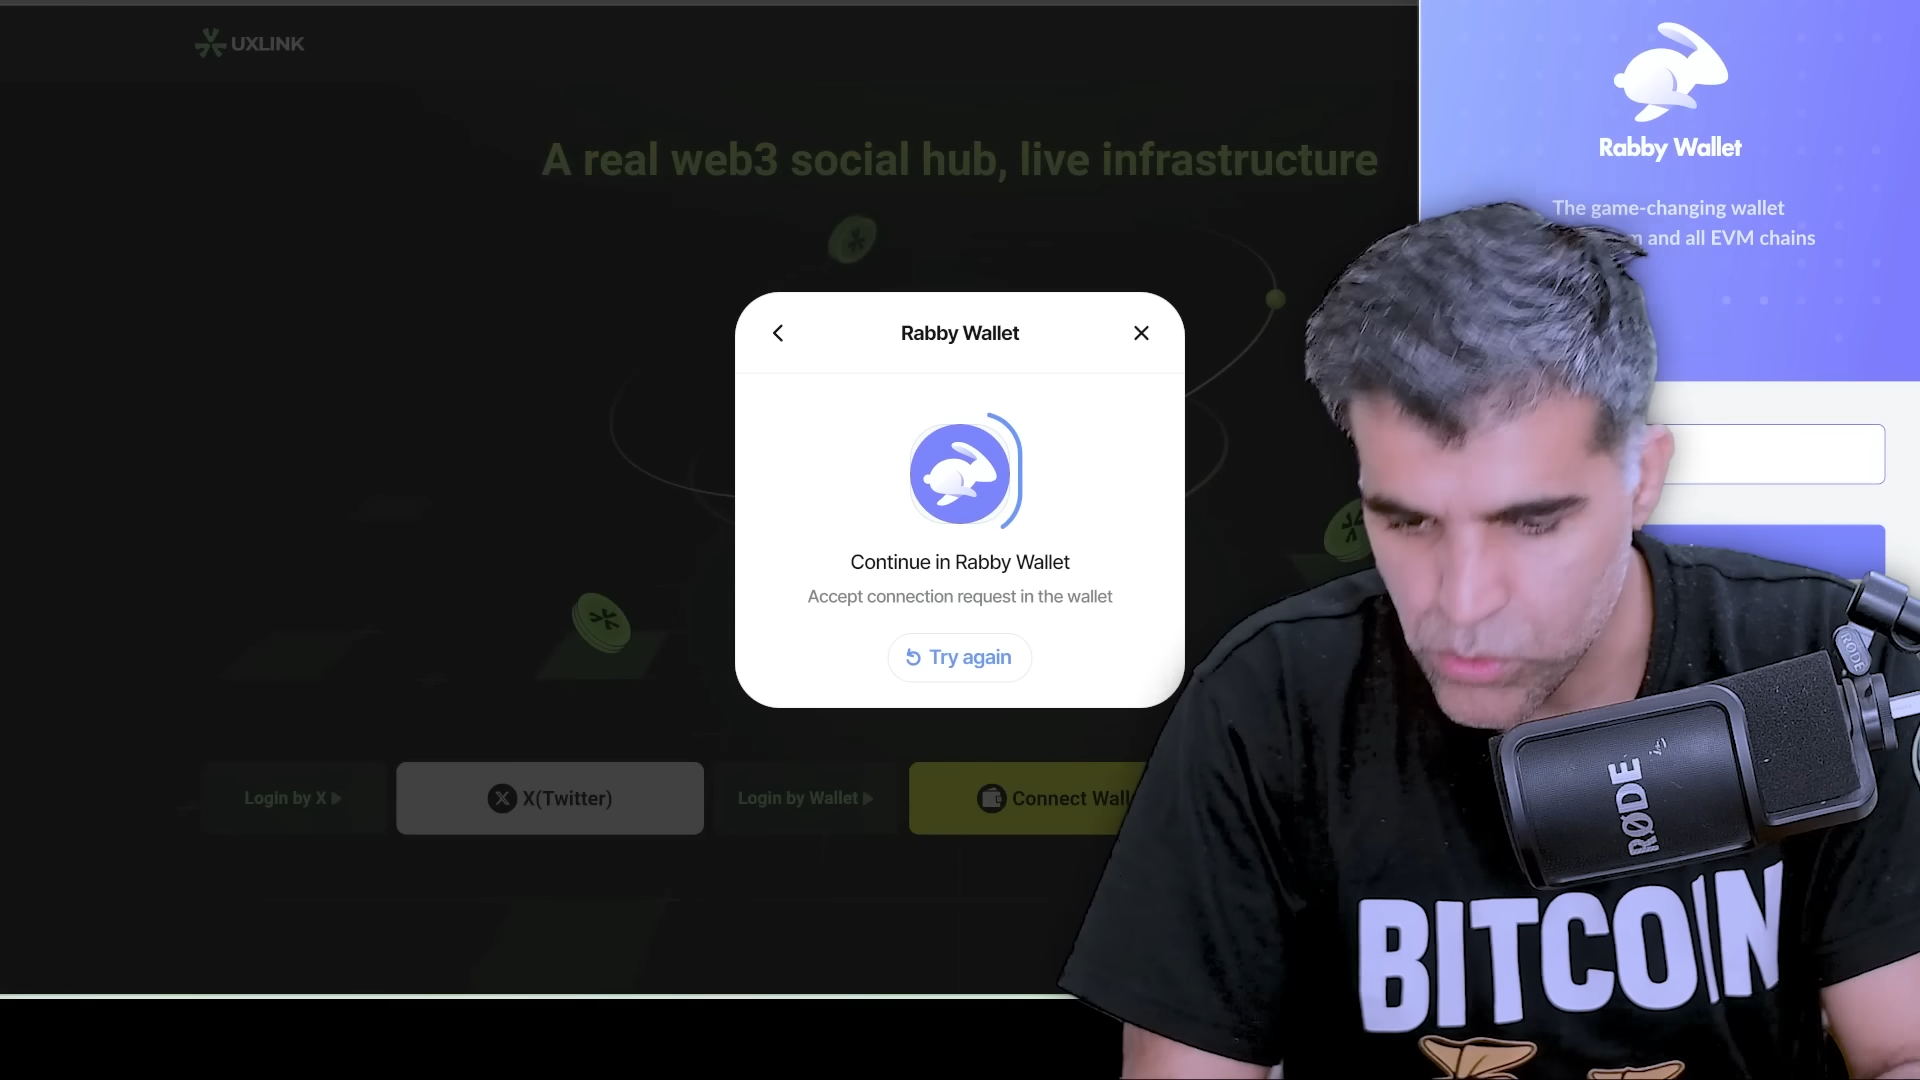 UXLINK
A real web3 social hub, live infrastructure
Rabby Wallet
Continue in Rabby Wallet
Accept connection request in the wallet
Try again
Login by X
X(Twitter)
Login by Wallet
Connect
Rabby Wallet
The game-changing wallet
and all EVM chains
RØDE
RØDE
BITCOIN